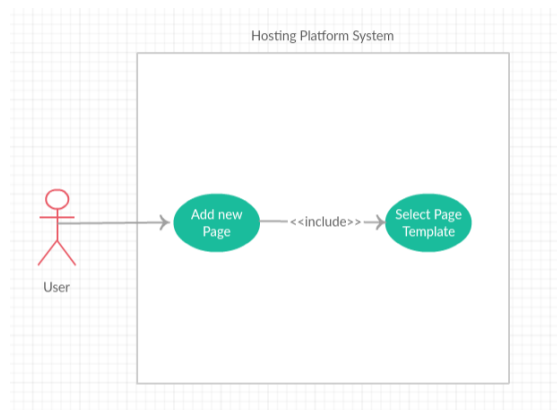 Hosting Platform System
Add new
Page
<<include>>
Select Page
Template
User